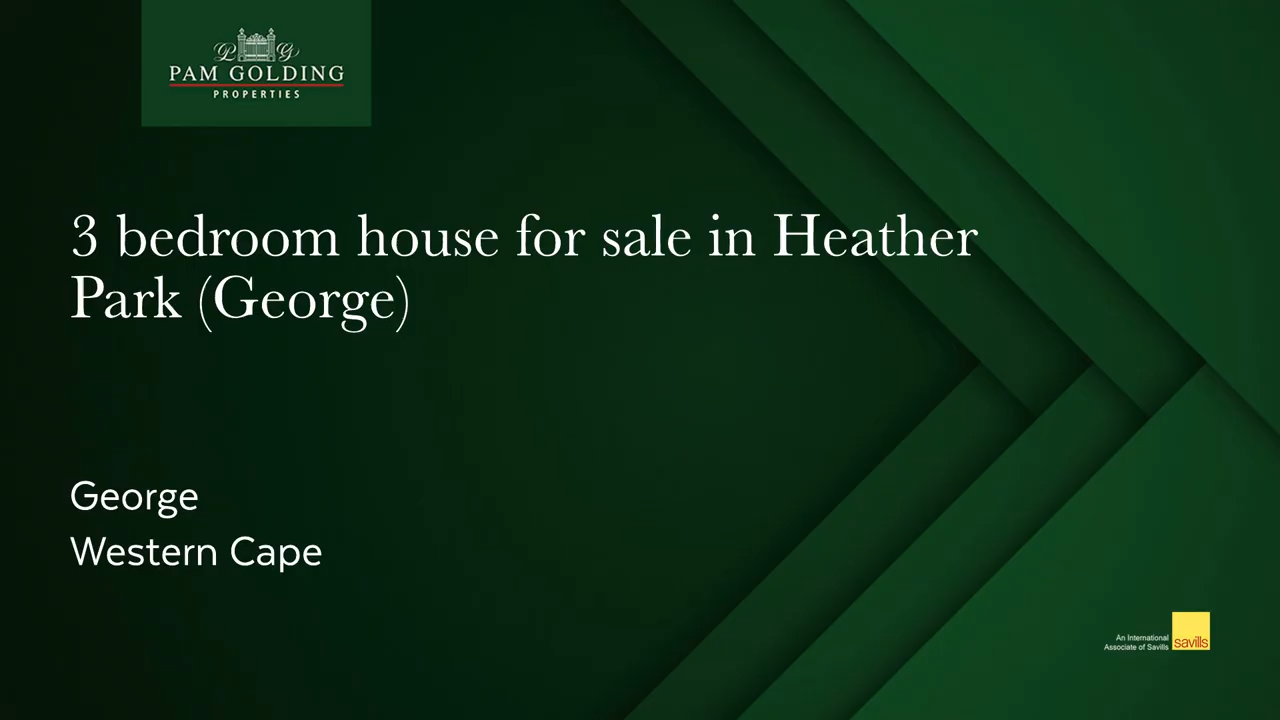 P G
PAM GOLDING
PROPERTIES
3 bedroom house for sale in Heather
Park (George)
George
Western Cape
An International
Associate of Savills
savills